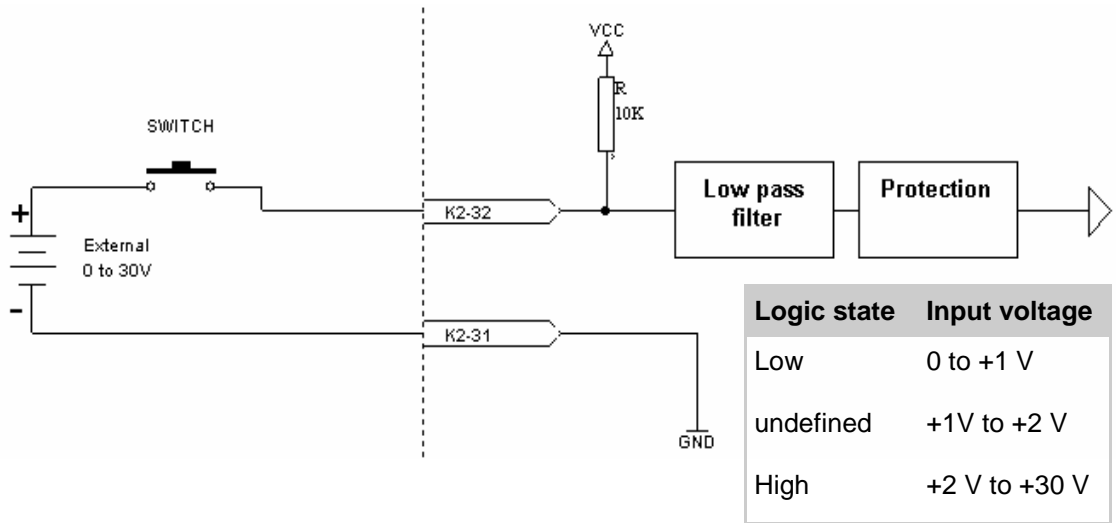 VCC
R
10K
SWITCH
+
External
0 to 30V
-
K2-32
K2-31
Low pass
filter
Protection
GND
Logic state Input voltage
Low 0 to +1 V
undefined +1V to +2 V
High +2 V to +30 V